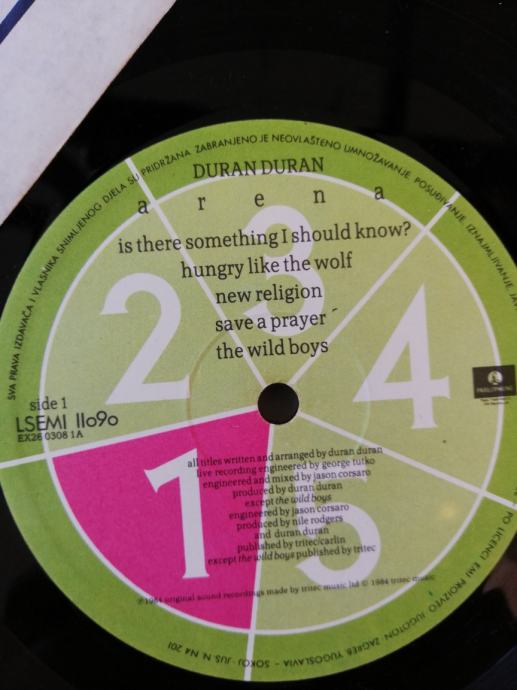 SVA PRAVA IZDAVAČA I VLASNIKA SNIMLJENOG DJELA SU PRIDRŽANA ZABRANJENO JE NEOVLAŠTENO UMNOŽAVANJE, POSUĐIVANJE, IZNAJMLJIVANJE, JAV
DURAN DURAN
arena
is there something I should know?
hungry like the wolf
new religion
save a prayer
the wild boys
3
2
4
1
5
side 1
LSEMI 11090
EX26 0308 1A
PARLOPHONE
all titles written and arranged by duran duran
live recording engineered by george tutko
engineered and mixed by jason corsaro
produced by duran duran
except the wild boys
engineered by jason corsaro
produced by nile rodgers
and duran duran
published by tritec/carlin
except the wild boys published by tritec
℗ 1984 original sound recordings made by tritec music ltd © 1984 tritec music
PO LICENCI EMI PROIZVEO JUGOTON ZAGREB YUGOSLAVIA - SOKOJ · JUS. N. N4 201